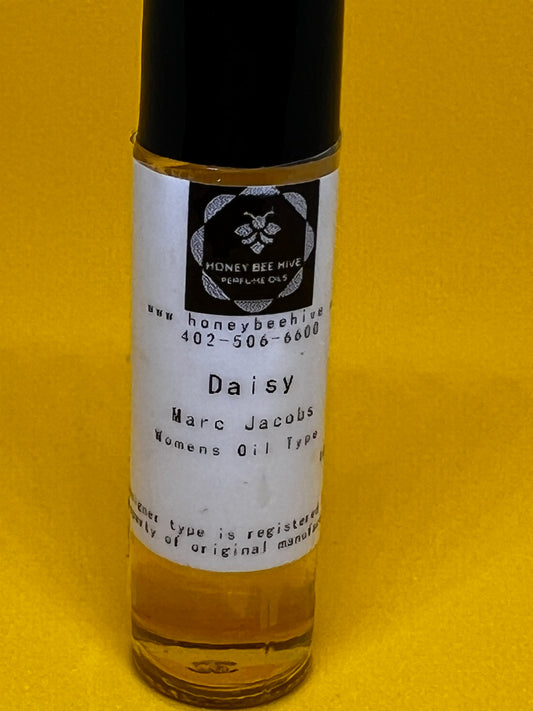 HONEY BEE HIVE
PERFUME OILS
www honeybeehive
402-506-6600
Daisy
Marc Jacobs
Womens Oil Type
type is registered
of original